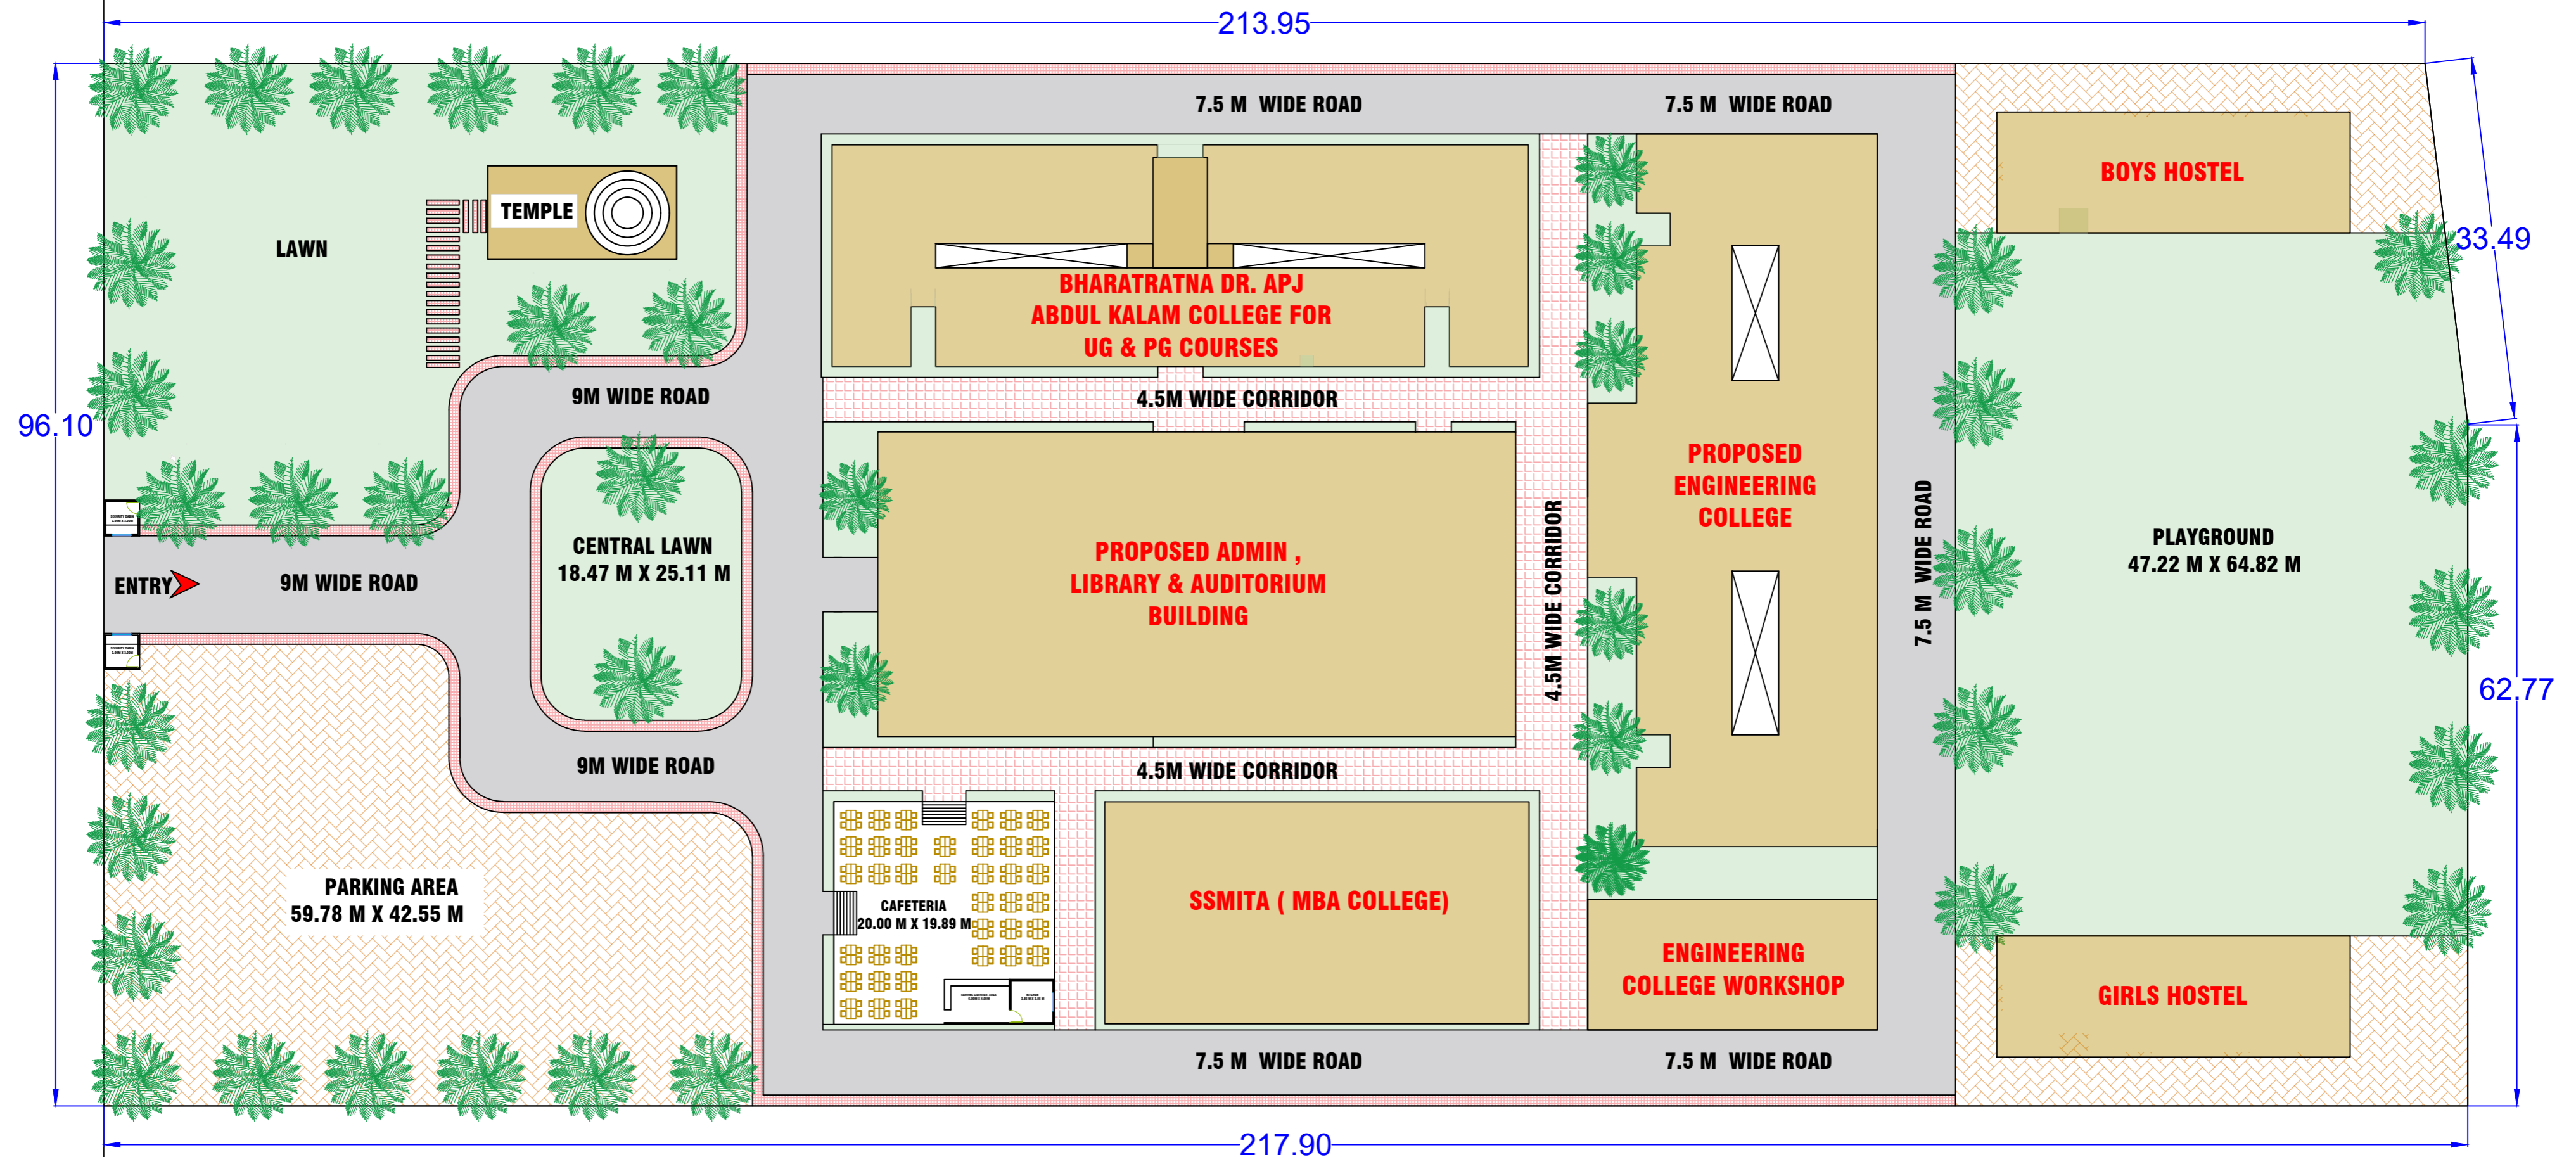 213.95
7.5 M  WIDE ROAD
7.5 M  WIDE ROAD
BOYS HOSTEL
TEMPLE
LAWN
33.49
BHARATRATNA DR. APJ
ABDUL KALAM COLLEGE FOR
UG & PG COURSES
9M WIDE ROAD
4.5M WIDE CORRIDOR
96.10
PROPOSED
ENGINEERING
COLLEGE
CENTRAL LAWN
18.47 M X 25.11 M
PROPOSED ADMIN ,
LIBRARY & AUDITORIUM
BUILDING
4.5M WIDE CORRIDOR
7.5 M  WIDE ROAD
PLAYGROUND
47.22 M X 64.82 M
ENTRY
9M WIDE ROAD
62.77
9M WIDE ROAD
4.5M WIDE CORRIDOR
PARKING AREA
59.78 M X 42.55 M
CAFETERIA
20.00 M X 19.89 M
SSMITA ( MBA COLLEGE)
ENGINEERING
COLLEGE WORKSHOP
GIRLS HOSTEL
7.5 M  WIDE ROAD
7.5 M  WIDE ROAD
217.90